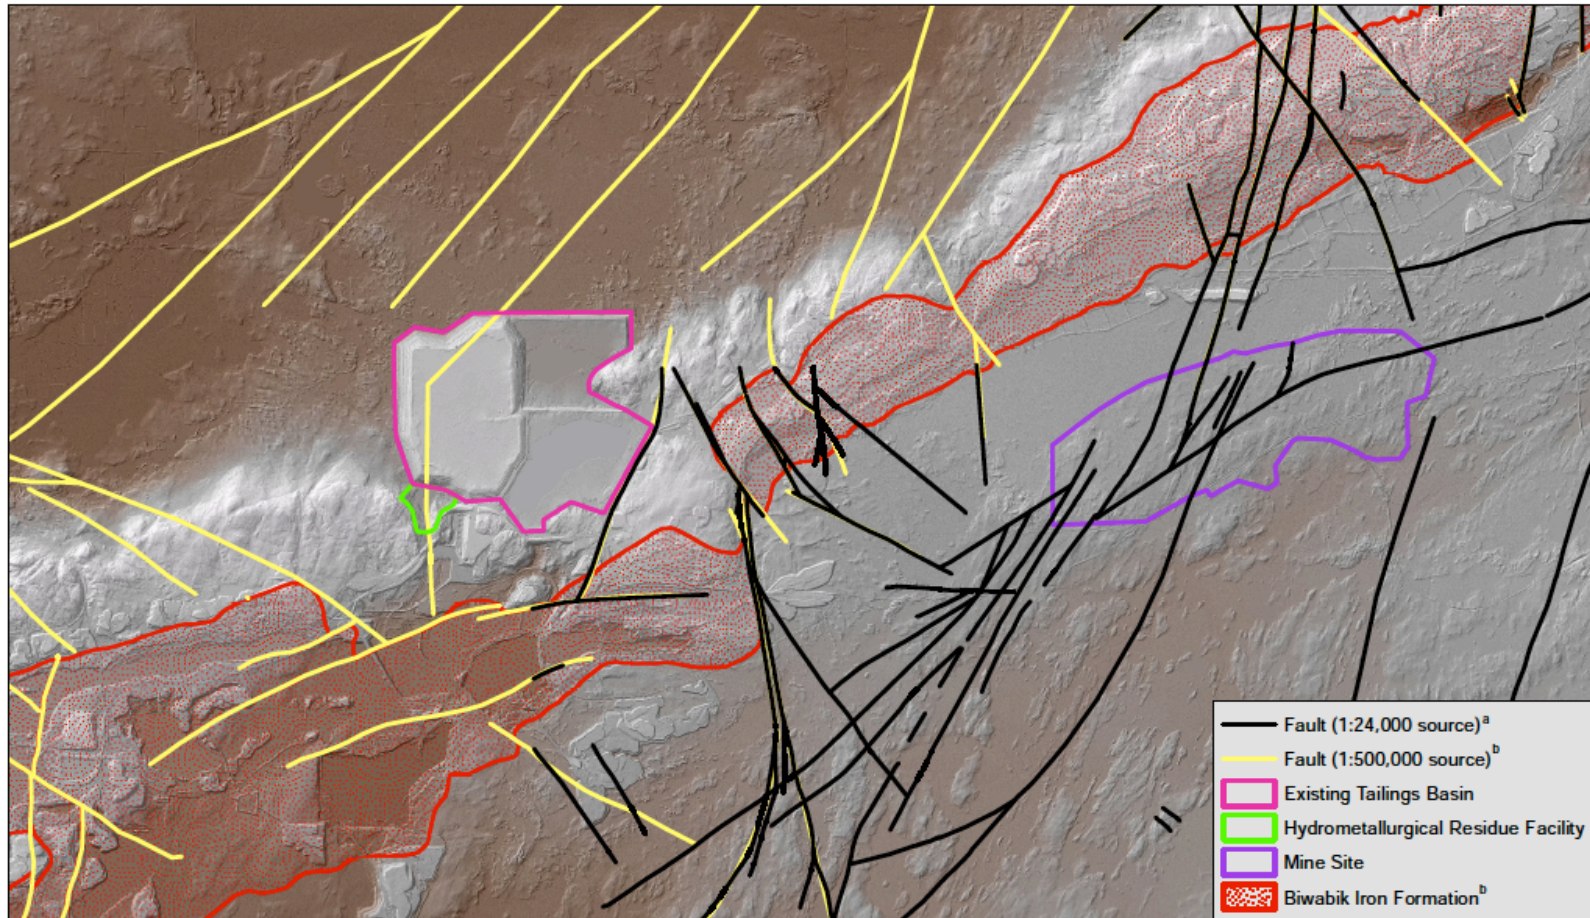 Fault (1:24,000 source)a
Fault (1:500,000 source)b
Existing Tailings Basin
Hydrometallurgical Residue Facility
Mine Site
Biwabik Iron Formationb